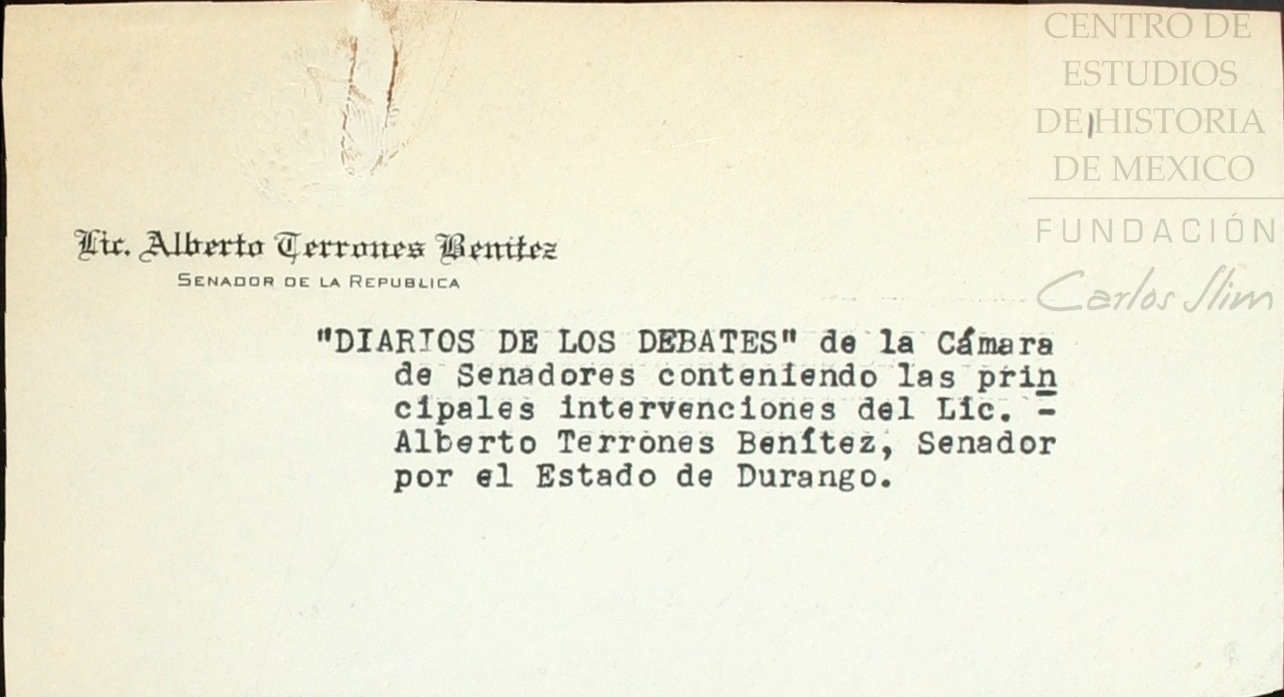 CENTRO DE
ESTUDIOS
DE HISTORIA
DE MEXICO
FUNDACIÓN
Carlos Slim
Lic. Alberto Terrones Benitez
SENADOR DE LA REPUBLICA
"DIARIOS DE LOS DEBATES" de la Cámara
de Senadores conteniendo las prin
cipales intervenciones del Lic. -
Alberto Terrones Benítez, Senador
por el Estado de Durango.